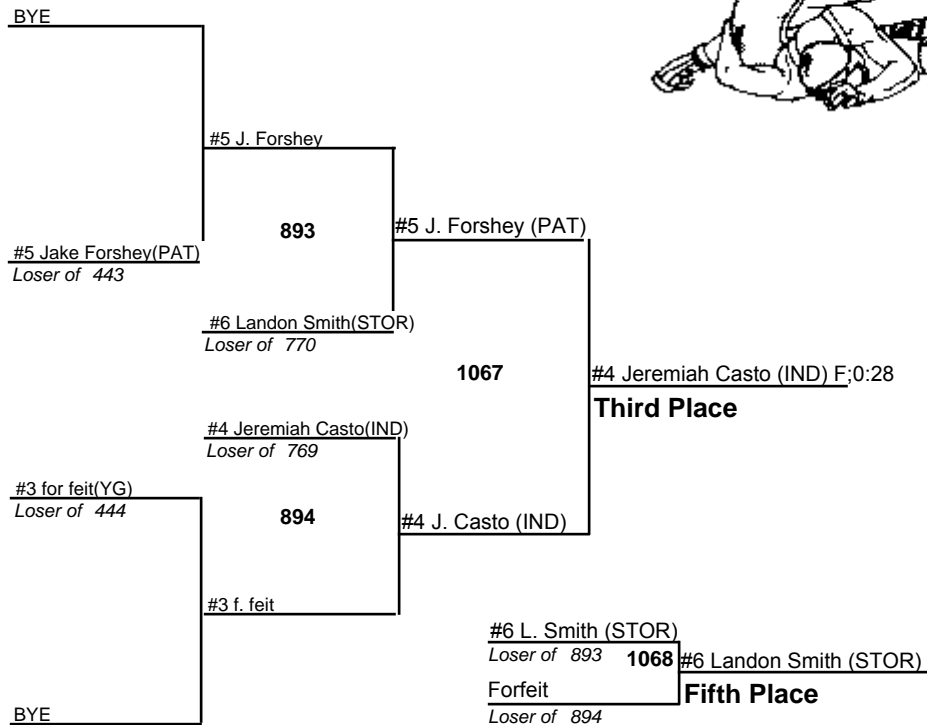 BYE
#5 J. Forshey
893
#5 J. Forshey (PAT)
#5 Jake Forshey(PAT)
Loser of 443
#6 Landon Smith(STOR)
Loser of 770
1067
#4 Jeremiah Casto (IND) F;0:28
Third Place
#4 Jeremiah Casto(IND)
Loser of 769
#3 for feit(YG)
Loser of 444
894
#4 J. Casto (IND)
#3 f. feit
#6 L. Smith (STOR)
Loser of 893
1068
#6 Landon Smith (STOR)
Forfeit
Fifth Place
Loser of 894
BYE